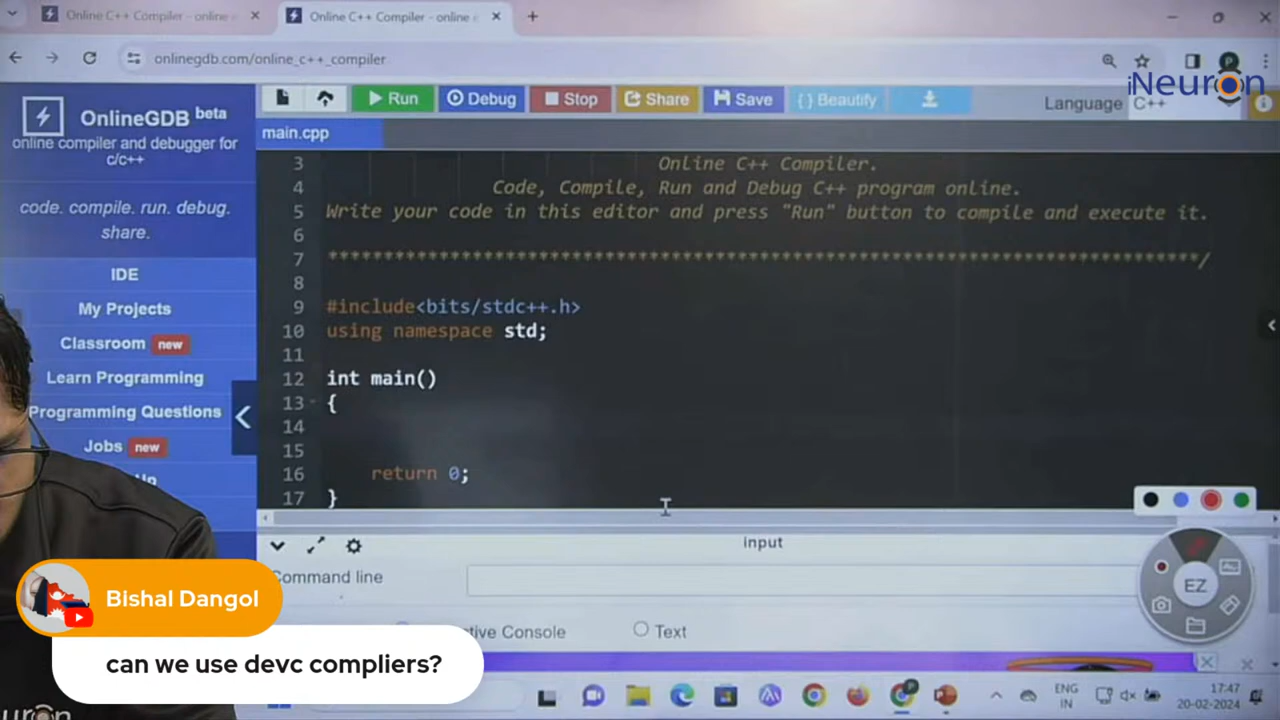 Online C++ Compiler - online e
Online C++ Compiler - online e
onlinegdb.com/online_c++_compiler
iNeuron
OnlineGDB beta
online compiler and debugger for
c/c++
code. compile. run. debug.
share.
IDE
My Projects
Classroom new
Learn Programming
Programming Questions
Jobs new
Run
Debug
Stop
Share
Save
{ } Beautify
Language C++
main.cpp
3 Online C++ Compiler.
4 Code, Compile, Run and Debug C++ program online.
5 Write your code in this editor and press "Run" button to compile and execute it.
6
7 *******************************************************************************/
8
9 #include<bits/stdc++.h>
10 using namespace std;
11
12 int main()
13 {
14
15
16 return 0;
17 }
input
Command line
Console
Text
EZ
Bishal Dangol
can we use devc compliers?
ENG
IN
17:47
20-02-2024